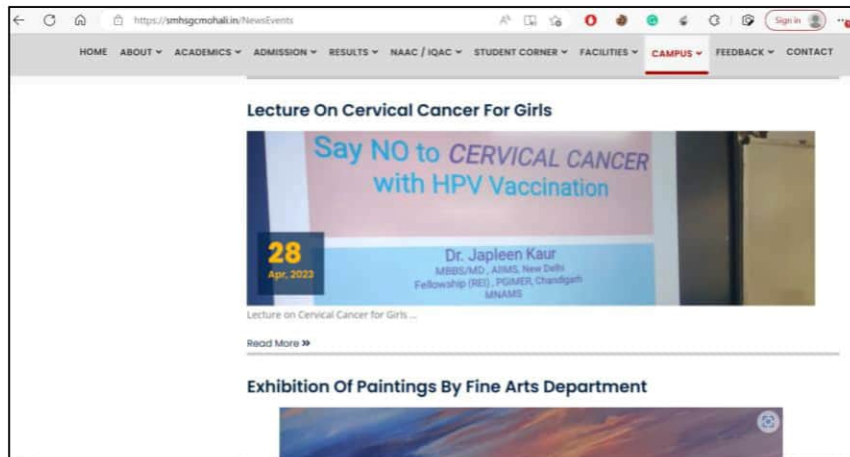 https://smhsgcmohali.in/NewsEvents
Sign in
HOME ABOUT ACADEMICS ADMISSION RESULTS NAAC / IQAC STUDENT CORNER FACILITIES CAMPUS FEEDBACK CONTACT
Lecture On Cervical Cancer For Girls
Say NO to CERVICAL CANCER
with HPV Vaccination
28
Apr, 2023
Dr. Japleen Kaur
MBBS/MD , AIIMS, New Delhi
Fellowship (REI) , PGIMER, Chandigarh
MNAMS
Lecture on Cervical Cancer for Girls ...
Read More »
Exhibition Of Paintings By Fine Arts Department